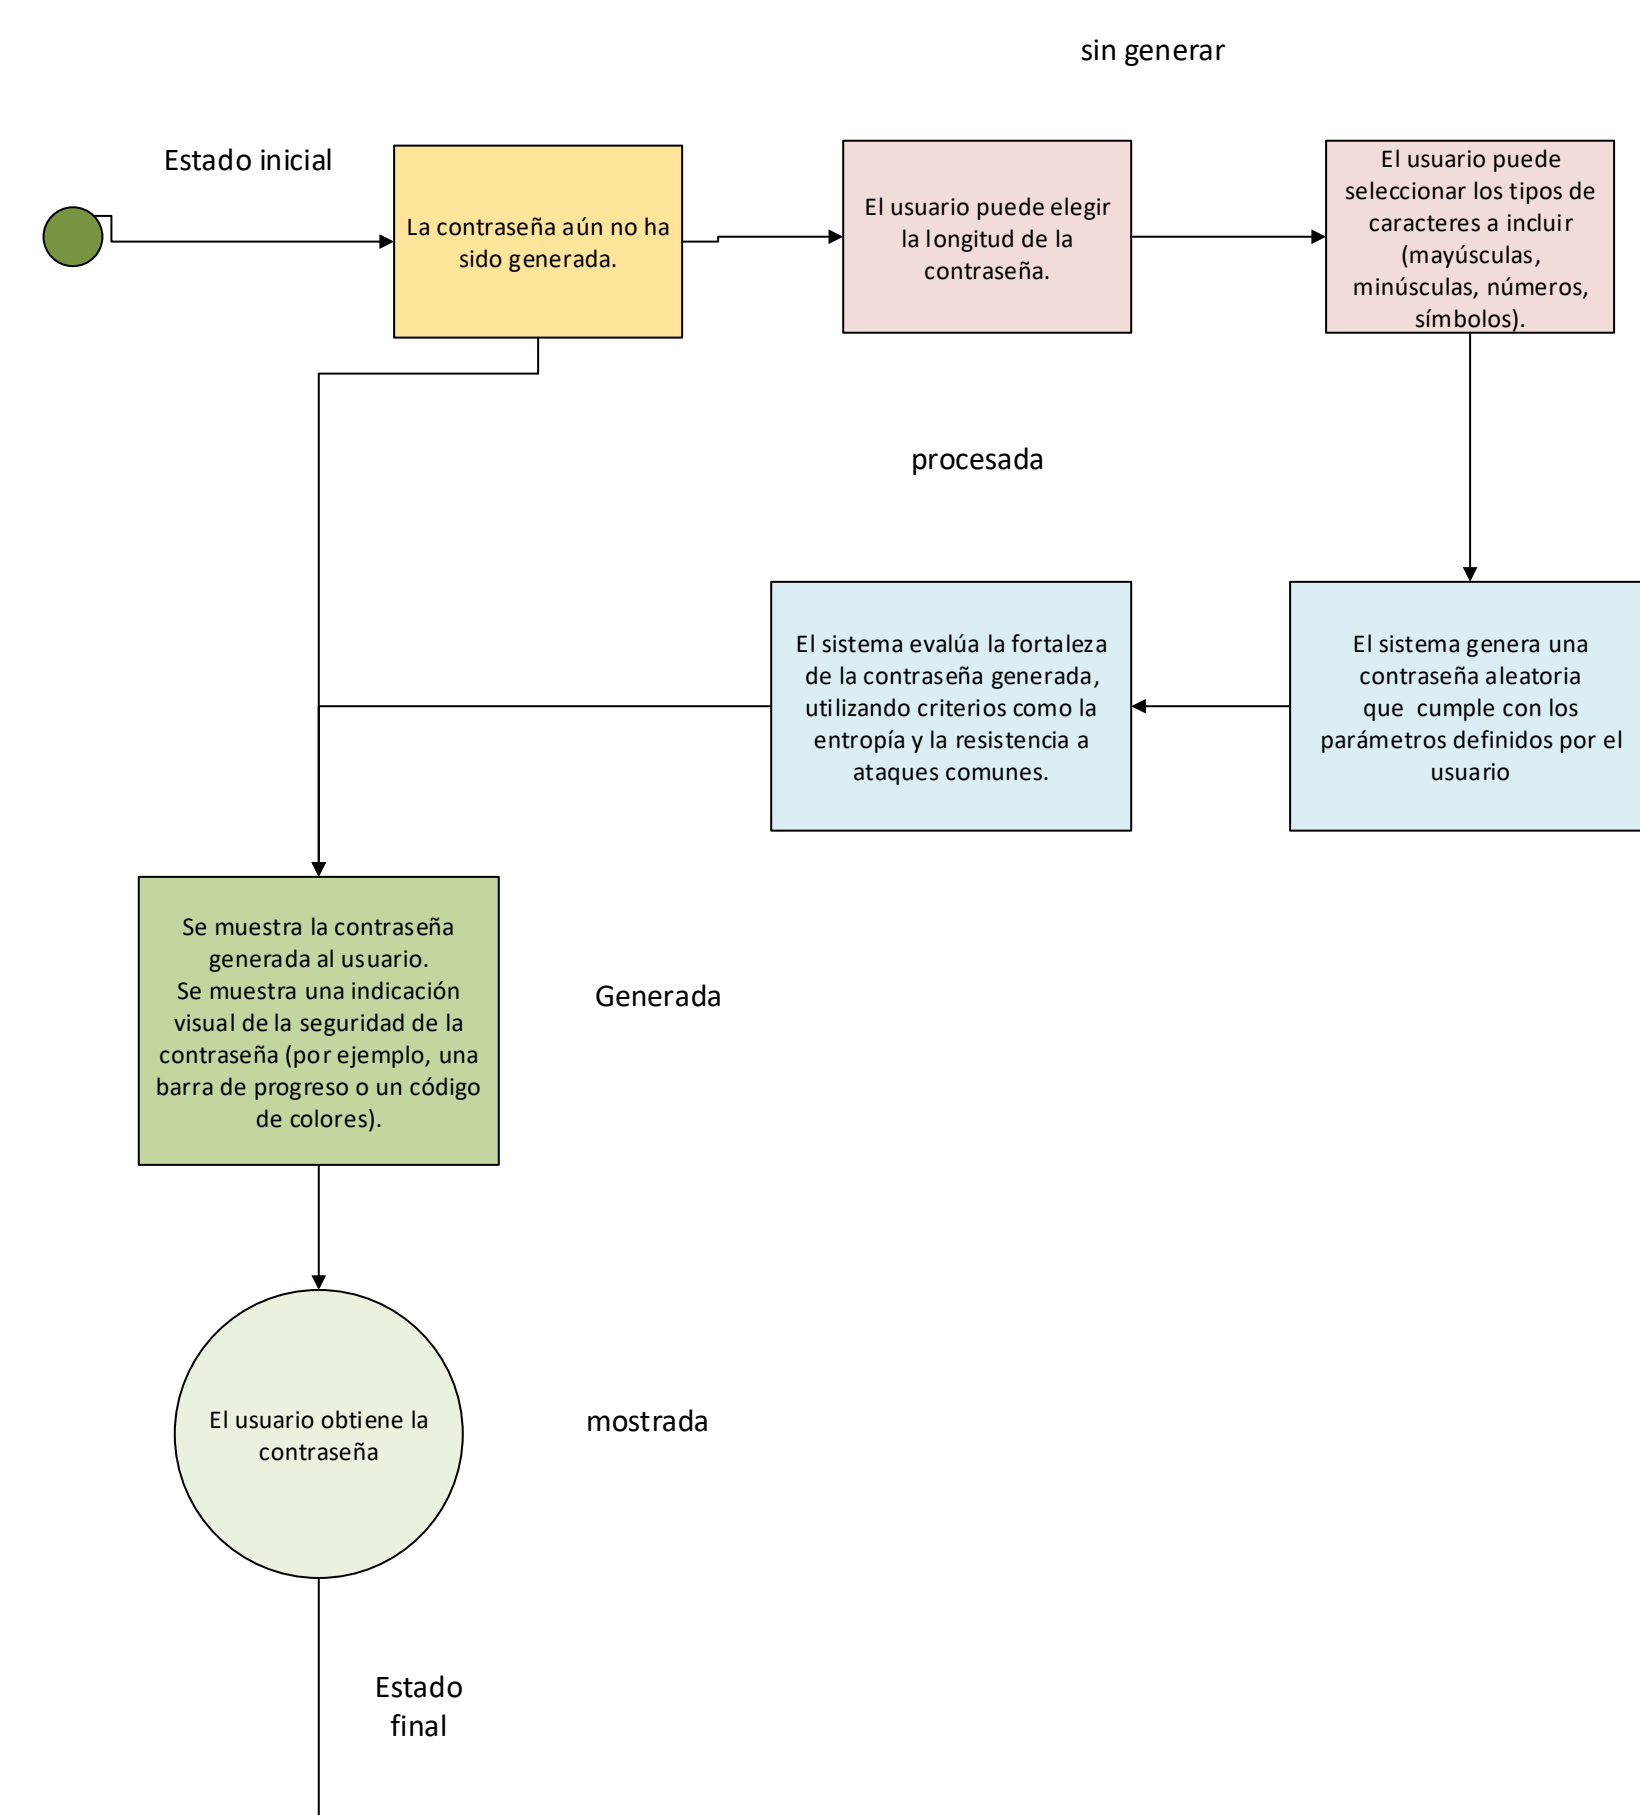 sin generar
Estado inicial
La contraseña aún no ha
sido generada.
El usuario puede elegir
la longitud de la
contraseña.
El usuario puede
seleccionar los tipos de
caracteres a incluir
(mayúsculas,
minúsculas, números,
símbolos).
procesada
El sistema evalúa la fortaleza
de la contraseña generada,
utilizando criterios como la
entropía y la resistencia a
ataques comunes.
El sistema genera una
contraseña aleatoria
que  cumple con los
parámetros definidos por el
usuario
Se muestra la contraseña
generada al usuario.
Se muestra una indicación
visual de la seguridad de la
contraseña (por ejemplo, una
barra de progreso o un código
de colores).
Generada
El usuario obtiene la
contraseña
mostrada
Estado
final